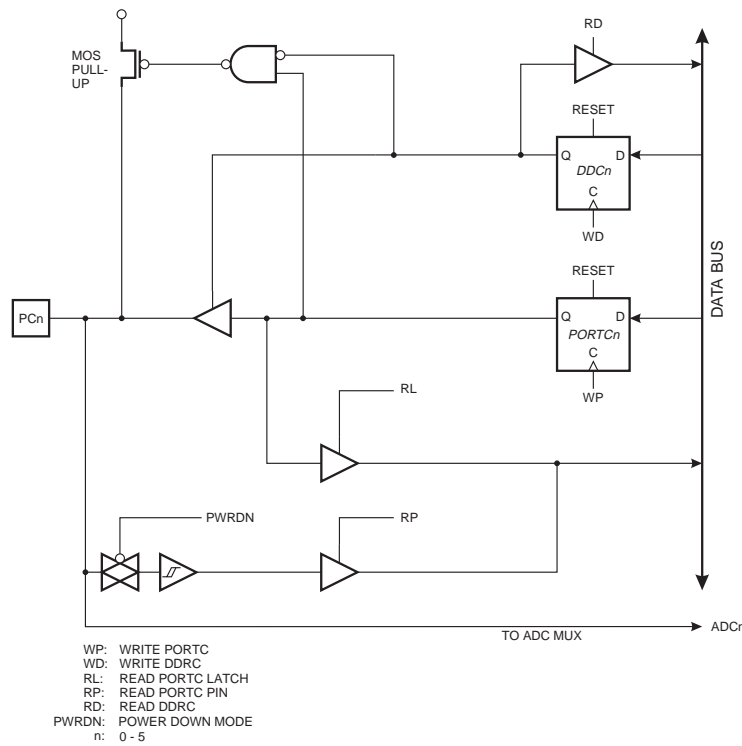 RD
MOS
PULL-
UP
RESET
Q
D
DDCn
C
WD
DATA BUS
RESET
PCn
Q
D
PORTCn
C
WP
RL
PWRDN
RP
TO ADC MUX
ADCn
WP: WRITE PORTC
WD: WRITE DDRC
RL: READ PORTC LATCH
RP: READ PORTC PIN
RD: READ DDRC
PWRDN: POWER DOWN MODE
n: 0 - 5